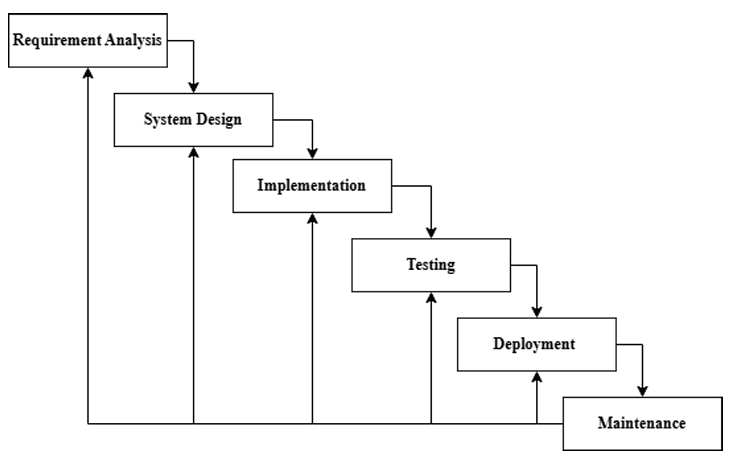 Requirement Analysis
System Design
Implementation
Testing
Deployment
Maintenance